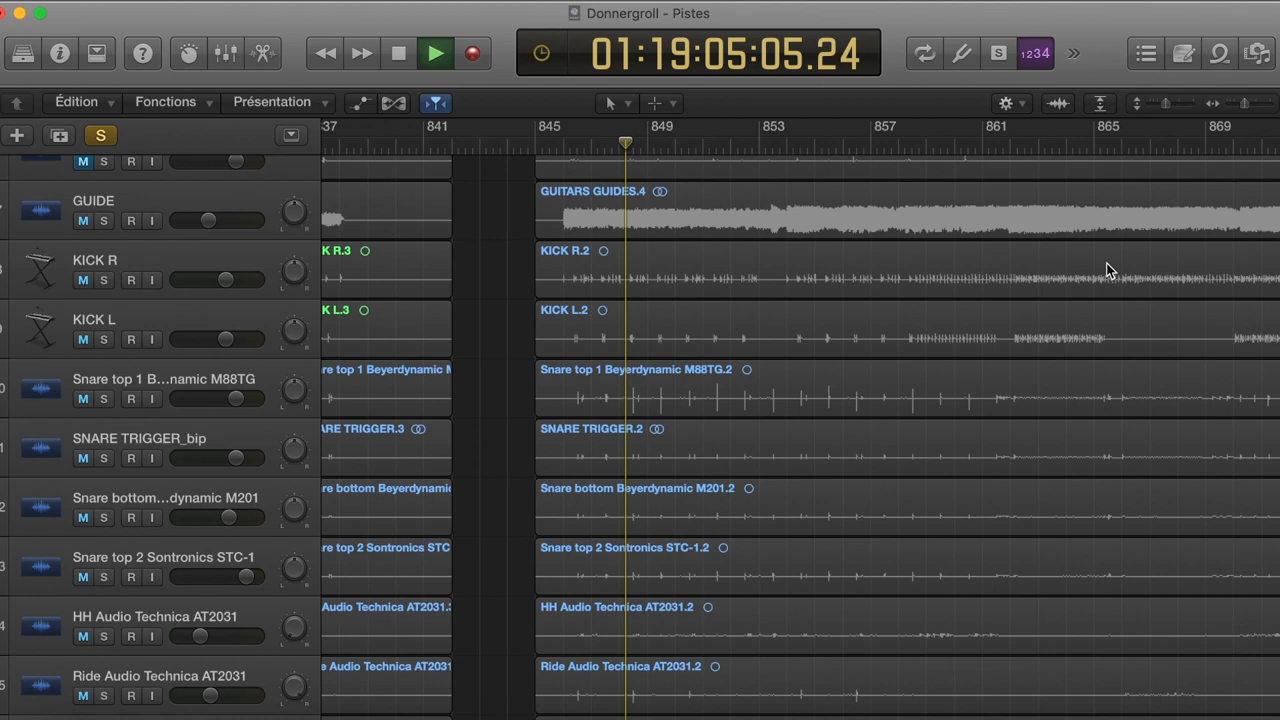 Donnergroll - Pistes
01:19:05:05.24
S
1234
Édition
Fonctions
Présentation
S
37
841
845
849
853
857
861
865
869
M S R I
GUIDE
M S R I
L R
GUITARS GUIDES.4
KICK R
M S R I
L R
K R.3
KICK R.2
KICK L
M S R I
L R
K L.3
KICK L.2
Snare top 1 B...namic M88TG
M S R I
L R
re top 1 Beyerdynamic
Snare top 1 Beyerdynamic M88TG.2
SNARE TRIGGER_bip
M S R I
L R
ARE TRIGGER.3
SNARE TRIGGER.2
Snare bottom...dynamic M201
M S R I
L R
re bottom Beyerdynamic
Snare bottom Beyerdynamic M201.2
Snare top 2 Sontronics STC-1
M S R I
L R
re top 2 Sontronics STC
Snare top 2 Sontronics STC-1.2
HH Audio Technica AT2031
M S R I
L R
Audio Technica AT2031.
HH Audio Technica AT2031.2
Ride Audio Technica AT2031
M S R I
L R
e Audio Technica AT2031
Ride Audio Technica AT2031.2